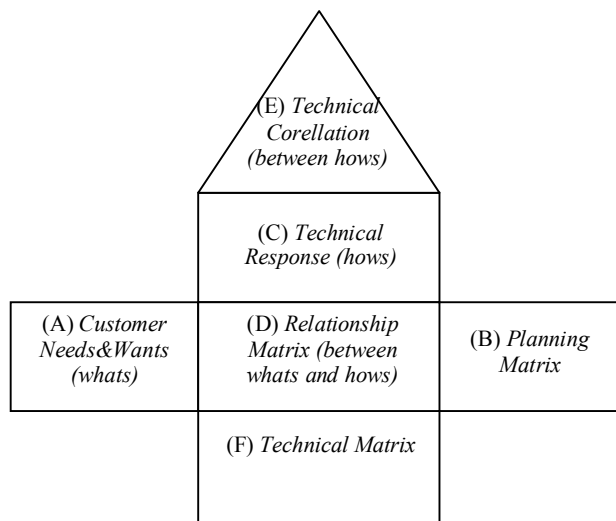 (E) Technical
Corellation
(between hows)
(C) Technical
Response (hows)
(A) Customer
Needs&Wants
(whats)
(D) Relationship
Matrix (between
whats and hows)
(B) Planning
Matrix
(F) Technical Matrix